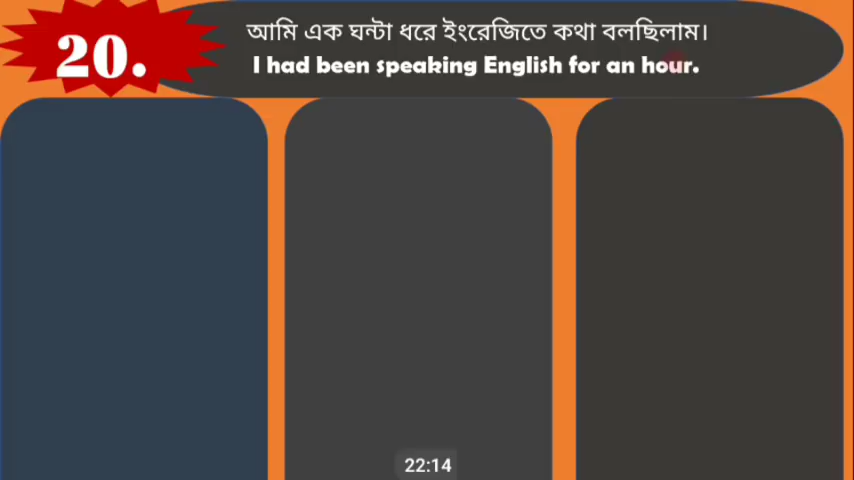 20.
আমি এক ঘন্টা ধরে ইংরেজিতে কথা বলছিলাম।
I had been speaking English for an hour.
22:14